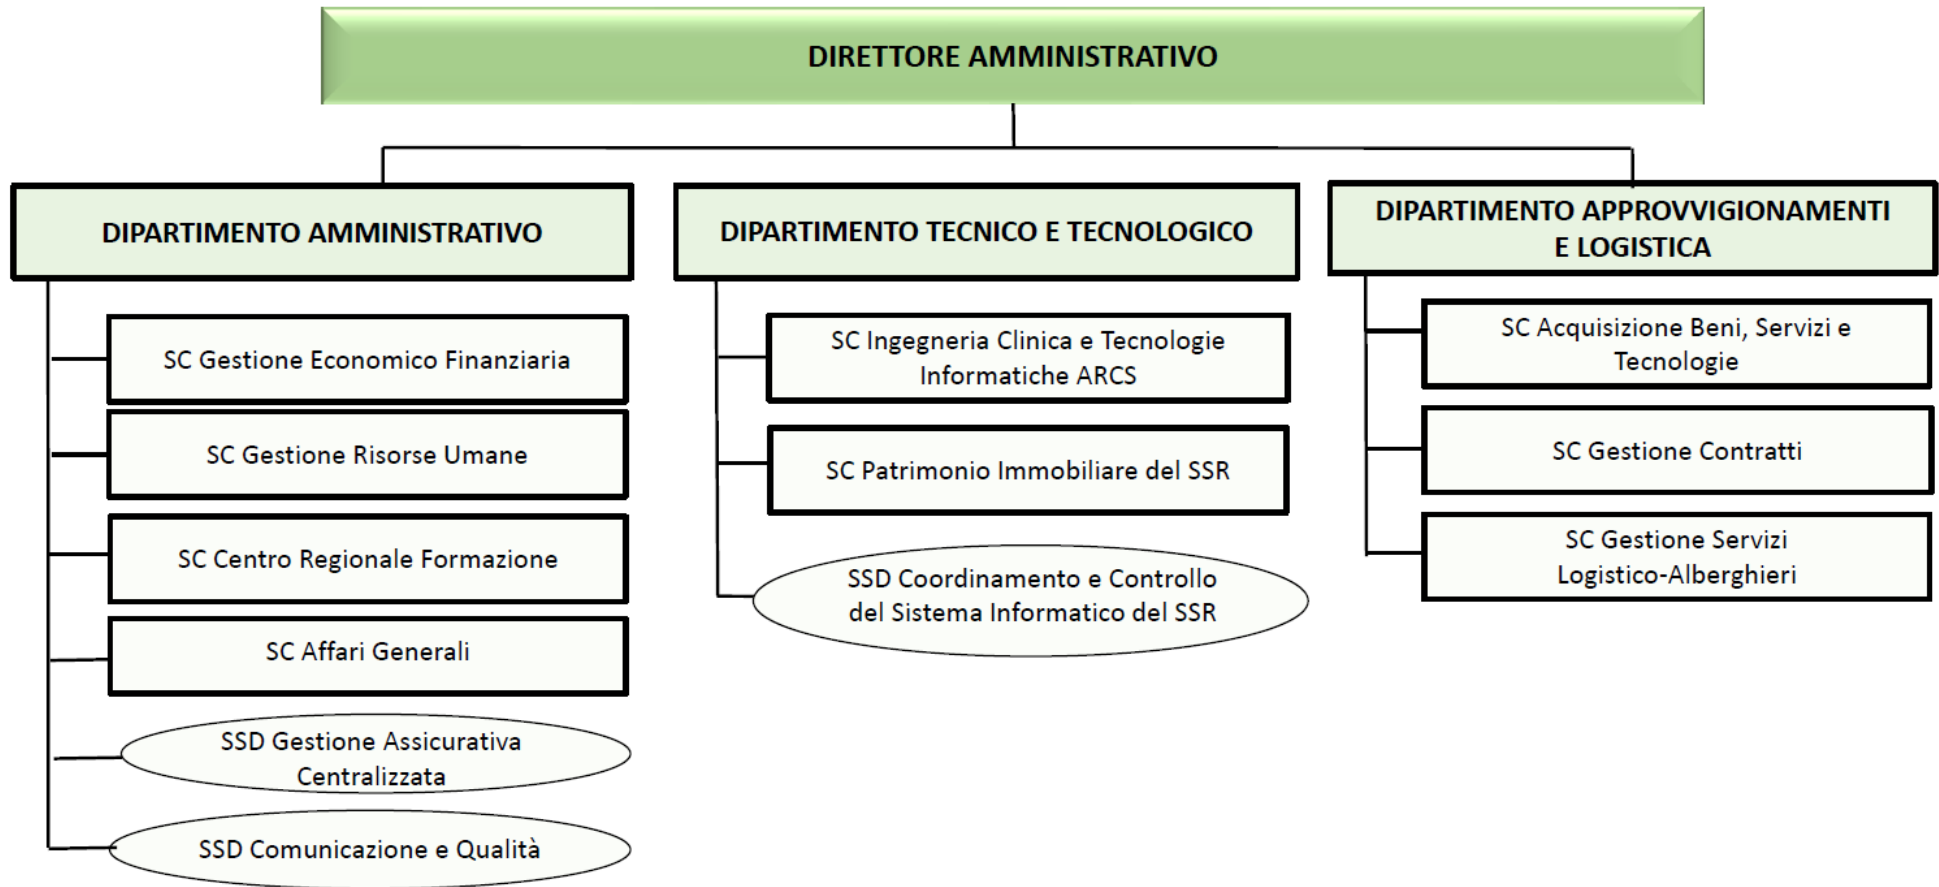 DIRETTORE AMMINISTRATIVO
DIPARTIMENTO AMMINISTRATIVO
SC Gestione Economico Finanziaria
SC Gestione Risorse Umane
SC Centro Regionale Formazione
SC Affari Generali
SSD Gestione Assicurativa
Centralizzata
SSD Comunicazione e Qualità
DIPARTIMENTO TECNICO E TECNOLOGICO
SC Ingegneria Clinica e Tecnologie
Informatiche ARCS
SC Patrimonio Immobiliare del SSR
SSD Coordinamento e Controllo
del Sistema Informatico del SSR
DIPARTIMENTO APPROVVIGIONAMENTI
E LOGISTICA
SC Acquisizione Beni, Servizi e
Tecnologie
SC Gestione Contratti
SC Gestione Servizi
Logistico-Alberghieri